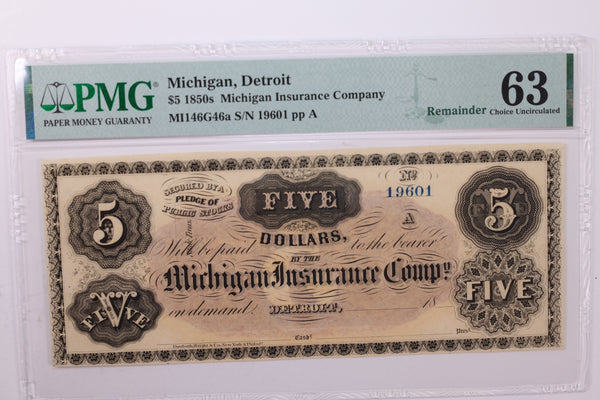 PMG
PAPER MONEY GUARANTY
Michigan, Detroit
$5 1850s Michigan Insurance Company
MI146G46a S/N 19601 pp A
Remainder
63
Choice Uncirculated
SECURED BY A
PLEDGE OF
PUBLIC STOCKS
FIVE
No
19601
A
5
5
DOLLARS,
Will be paid to the bearer
BY THE
Michigan Insurance Compy
on demand DETROIT, 18
FIVE
V
FIVE
Cashr
Prest